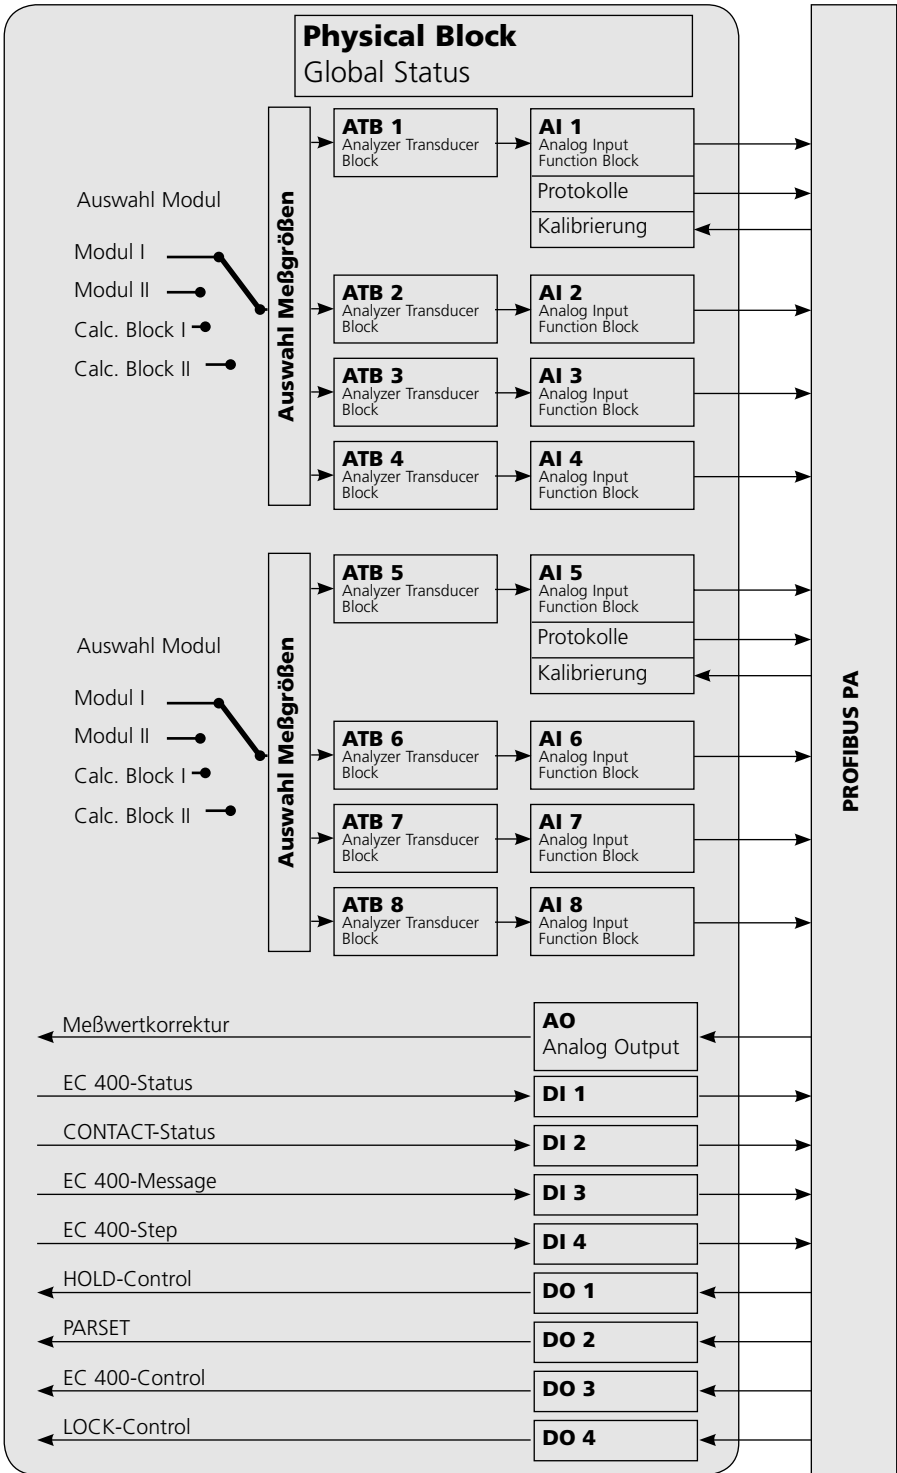 Physical Block
Global Status
ATB 1
Analyzer Transducer
Block
AI 1
Analog Input
Function Block
Protokolle
Kalibrierung
Auswahl Modul
Modul I
Modul II
Calc. Block I
Calc. Block II
Auswahl Meßgrößen
ATB 2
Analyzer Transducer
Block
AI 2
Analog Input
Function Block
ATB 3
Analyzer Transducer
Block
AI 3
Analog Input
Function Block
ATB 4
Analyzer Transducer
Block
AI 4
Analog Input
Function Block
ATB 5
Analyzer Transducer
Block
AI 5
Analog Input
Function Block
Protokolle
Kalibrierung
Auswahl Modul
Modul I
Modul II
Calc. Block I
Calc. Block II
Auswahl Meßgrößen
ATB 6
Analyzer Transducer
Block
AI 6
Analog Input
Function Block
ATB 7
Analyzer Transducer
Block
AI 7
Analog Input
Function Block
ATB 8
Analyzer Transducer
Block
AI 8
Analog Input
Function Block
PROFIBUS PA
Meßwertkorrektur
AO
Analog Output
EC 400-Status
DI 1
CONTACT-Status
DI 2
EC 400-Message
DI 3
EC 400-Step
DI 4
HOLD-Control
DO 1
PARSET
DO 2
EC 400-Control
DO 3
LOCK-Control
DO 4